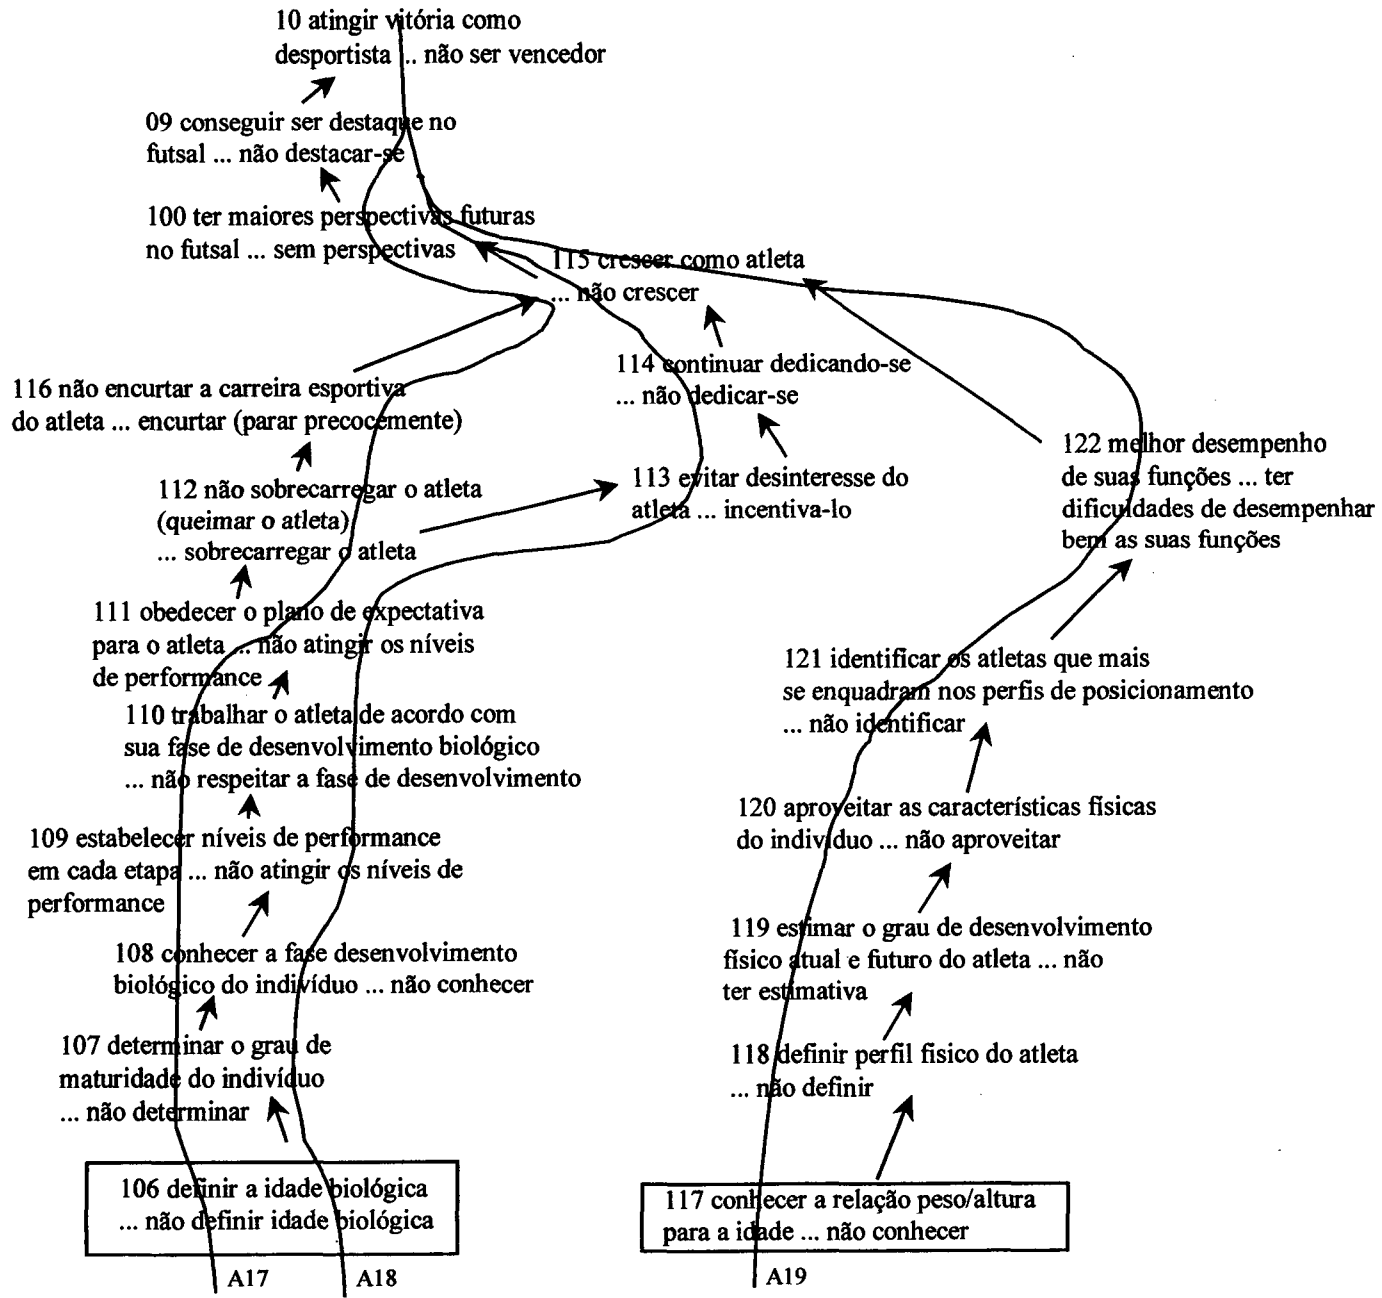 10 atingir vitória como
desportista ... não ser vencedor
09 conseguir ser destaque no
futsal ... não destacar-se
100 ter maiores perspectivas futuras
no futsal ... sem perspectivas
115 crescer como atleta
... não crescer
114 continuar dedicando-se
... não dedicar-se
116 não encurtar a carreira esportiva
do atleta ... encurtar (parar precocemente)
113 evitar desinteresse do
atleta ... incentiva-lo
122 melhor desempenho
de suas funções ... ter
dificuldades de desempenhar
bem as suas funções
112 não sobrecarregar o atleta
(queimar o atleta)
... sobrecarregar o atleta
111 obedecer o plano de expectativa
para o atleta ... não atingir os níveis
de performance
121 identificar os atletas que mais
se enquadram nos perfis de posicionamento
... não identificar
110 trabalhar o atleta de acordo com
sua fase de desenvolvimento biológico
... não respeitar a fase de desenvolvimento
120 aproveitar as características físicas
do indivíduo ... não aproveitar
109 estabelecer níveis de performance
em cada etapa ... não atingir os níveis de
performance
119 estimar o grau de desenvolvimento
físico atual e futuro do atleta ... não
ter estimativa
108 conhecer a fase desenvolvimento
biológico do indivíduo ... não conhecer
118 definir perfil fisico do atleta
... não definir
107 determinar o grau de
maturidade do indivíduo
... não determinar
106 definir a idade biológica
... não definir idade biológica
117 conhecer a relação peso/altura
para a idade ... não conhecer
A17
A18
A19